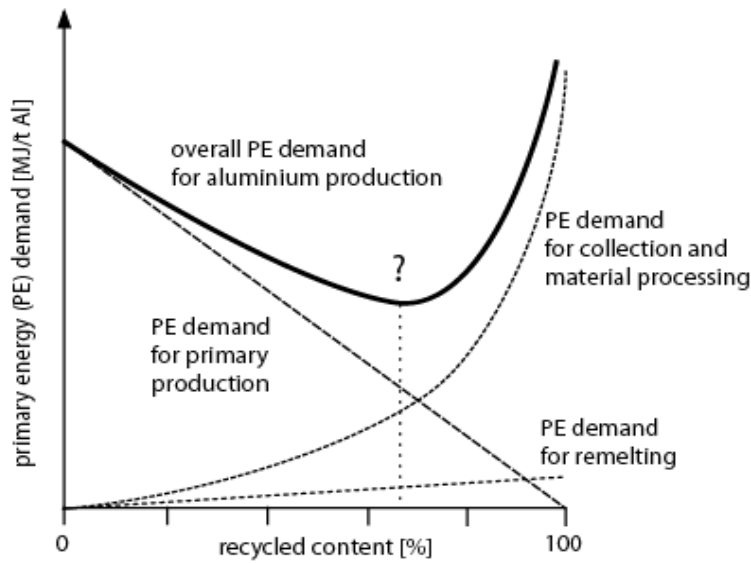 primary energy (PE) demand [MJ/t Al]
overall PE demand
for aluminium production
PE demand
for collection and
material processing
?
PE demand
for primary
production
PE demand
for remelting
0
recycled content [%]
100